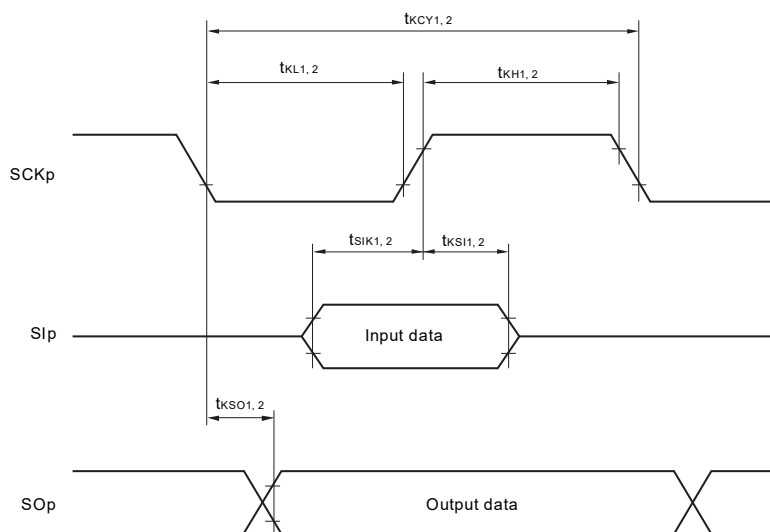 tKCY1, 2
tKL1, 2
tKH1, 2
SCKp
tSIK1, 2
tKSI1, 2
SIp
Input data
tKSO1, 2
SOp
Output data